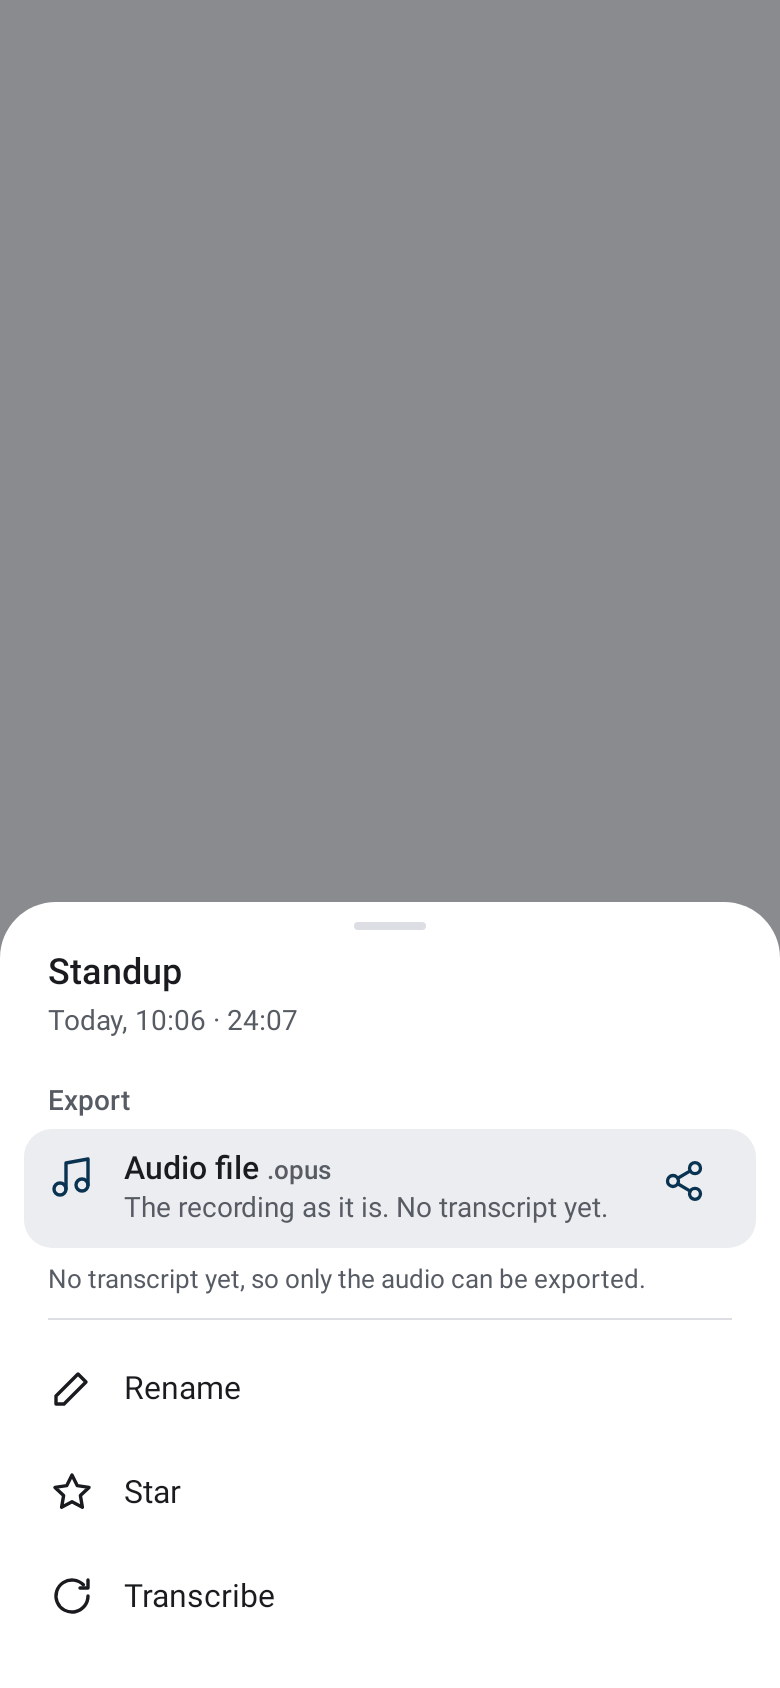 Standup
Today, 10:06 · 24:07
Export
Audio file .opus
The recording as it is. No transcript yet.
No transcript yet, so only the audio can be exported.
Rename
Star
Transcribe